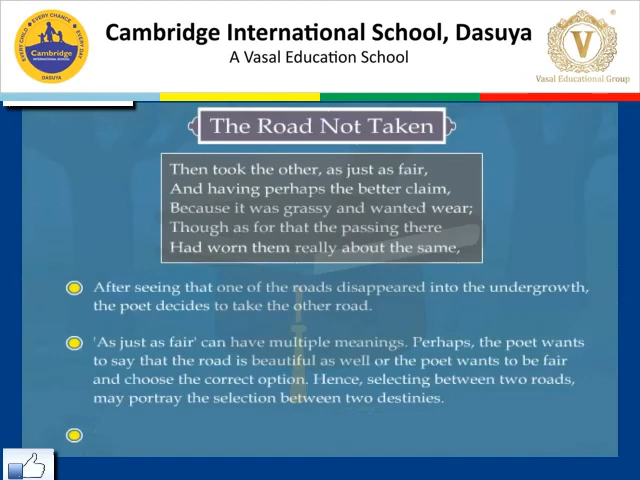 Cambridge International School, Dasuya
A Vasal Education School
EVERY CHILD • EVERY CHANCE • EVERY DAY
Cambridge
INTERNATIONAL SCHOOL
DASUYA
V
Vasal Educational Group
The Road Not Taken
Then took the other, as just as fair,
And having perhaps the better claim,
Because it was grassy and wanted wear;
Though as for that the passing there
Had worn them really about the same,
After seeing that one of the roads disappeared into the undergrowth,
the poet decides to take the other road.
'As just as fair' can have multiple meanings. Perhaps, the poet wants
to say that the road is beautiful as well or the poet wants to be fair
and choose the correct option. Hence, selecting between two roads,
may portray the selection between two destinies.